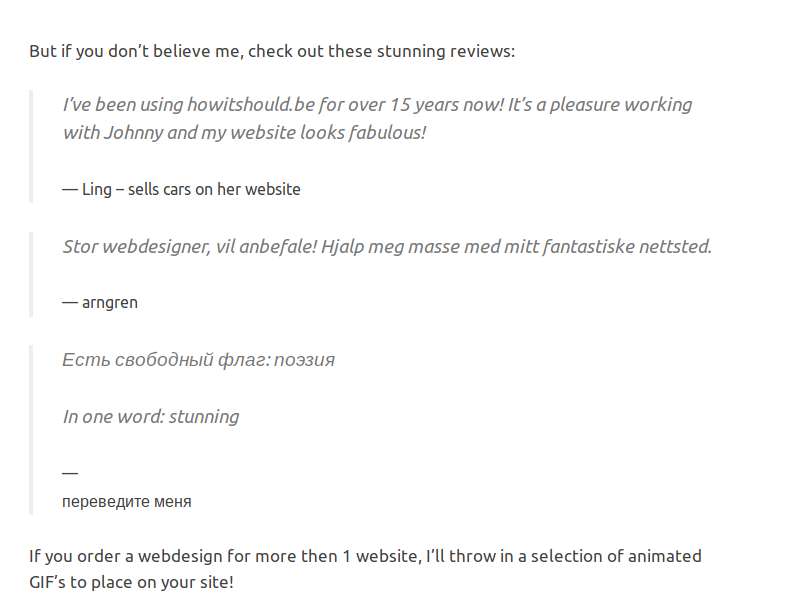 But if you don’t believe me, check out these stunning reviews:
I’ve been using howitshould.be for over 15 years now! It’s a pleasure working
with Johnny and my website looks fabulous!
— Ling – sells cars on her website
Stor webdesigner, vil anbefale! Hjalp meg masse med mitt fantastiske nettsted.
— arngren
Есть свободный флаг: поэзия
In one word: stunning
—
переведите меня
If you order a webdesign for more then 1 website, I’ll throw in a selection of animated
GIF’s to place on your site!